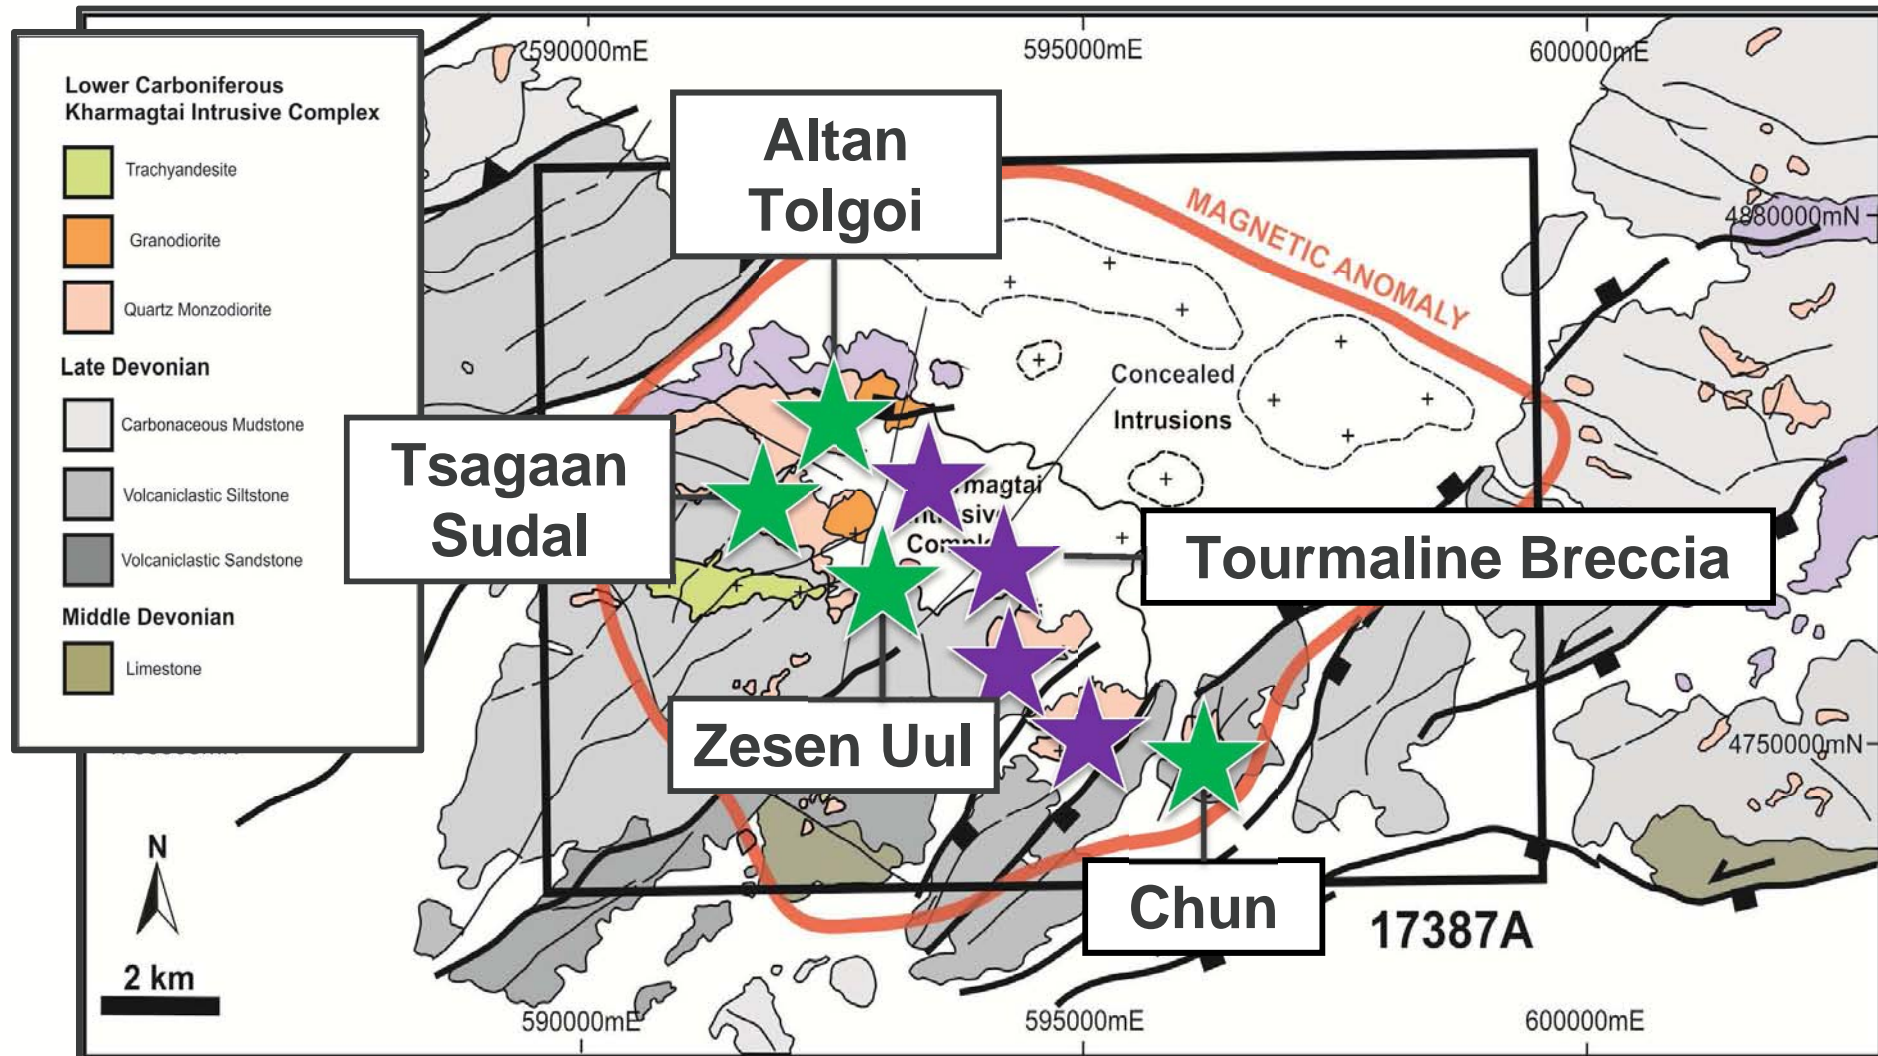 590000mE
595000mE
600000mE
Lower Carboniferous
Kharmagtai Intrusive Complex
Trachyandesite
Granodiorite
Quartz Monzodiorite
Late Devonian
Carbonaceous Mudstone
Volcaniclastic Siltstone
Volcaniclastic Sandstone
Middle Devonian
Limestone
Altan
Tolgoi
MAGNETIC ANOMALY
4880000mN
Concealed
Intrusions
Tsagaan
Sudal
Tourmaline Breccia
Zesen Uul
4750000mN
Chun
17387A
N
2 km
590000mE
595000mE
600000mE